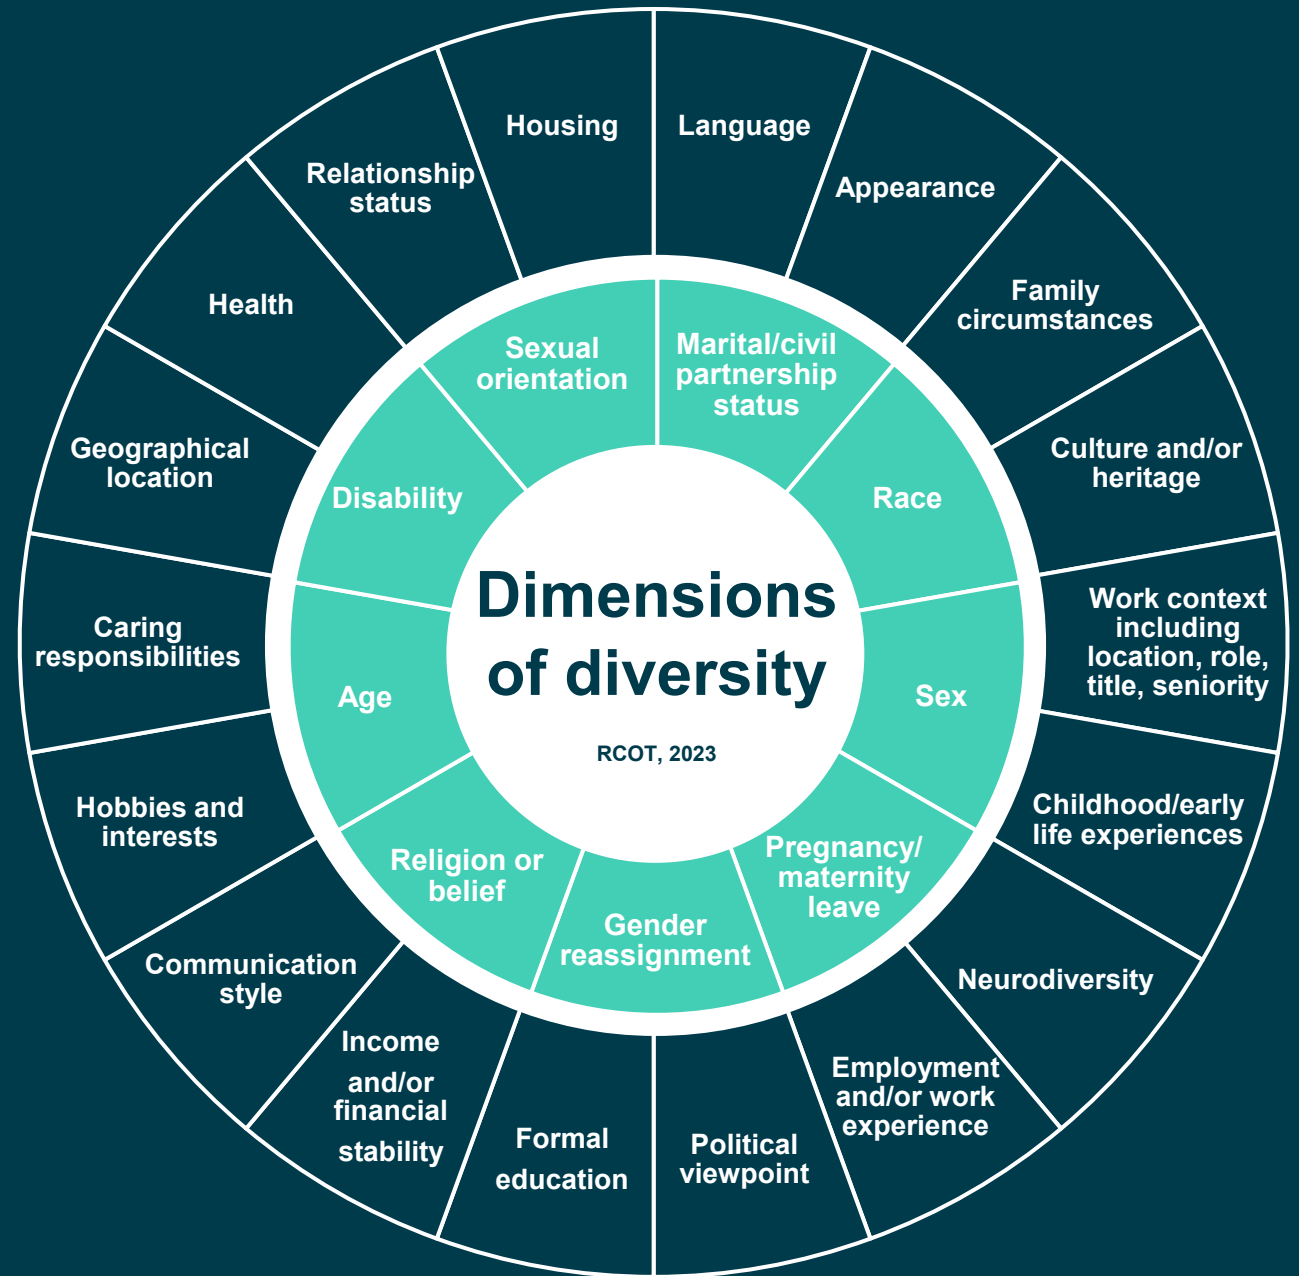 Dimensions
of diversity
RCOT, 2023
Marital/civil
partnership
status
Race
Sex
Pregnancy/
maternity
leave
Gender
reassignment
Religion or
belief
Age
Disability
Sexual
orientation
Language
Appearance
Family
circumstances
Culture and/or
heritage
Work context
including
location, role,
title, seniority
Childhood/early
life experiences
Neurodiversity
Employment
and/or work
experience
Political
viewpoint
Formal
education
Income
and/or
financial
stability
Communication
style
Hobbies and
interests
Caring
responsibilities
Geographical
location
Health
Relationship
status
Housing